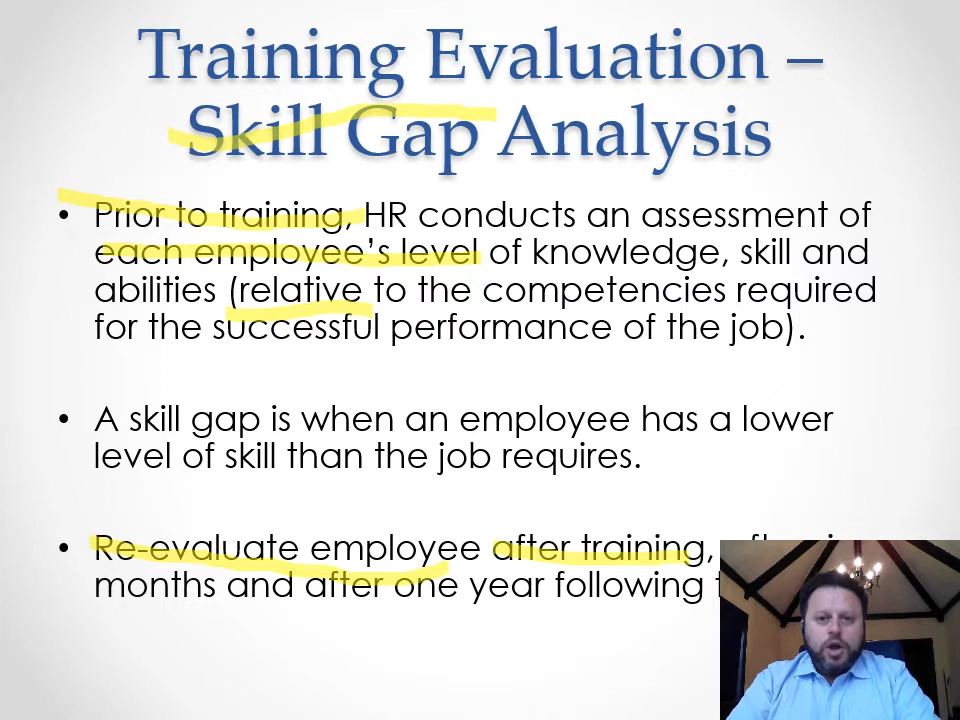 Training Evaluation –
Skill Gap Analysis
• Prior to training, HR conducts an assessment of
each employee's level of knowledge, skill and
abilities (relative to the competencies required
for the successful performance of the job).
• A skill gap is when an employee has a lower
level of skill than the job requires.
• Re-evaluate employee after training,
months and after one year following